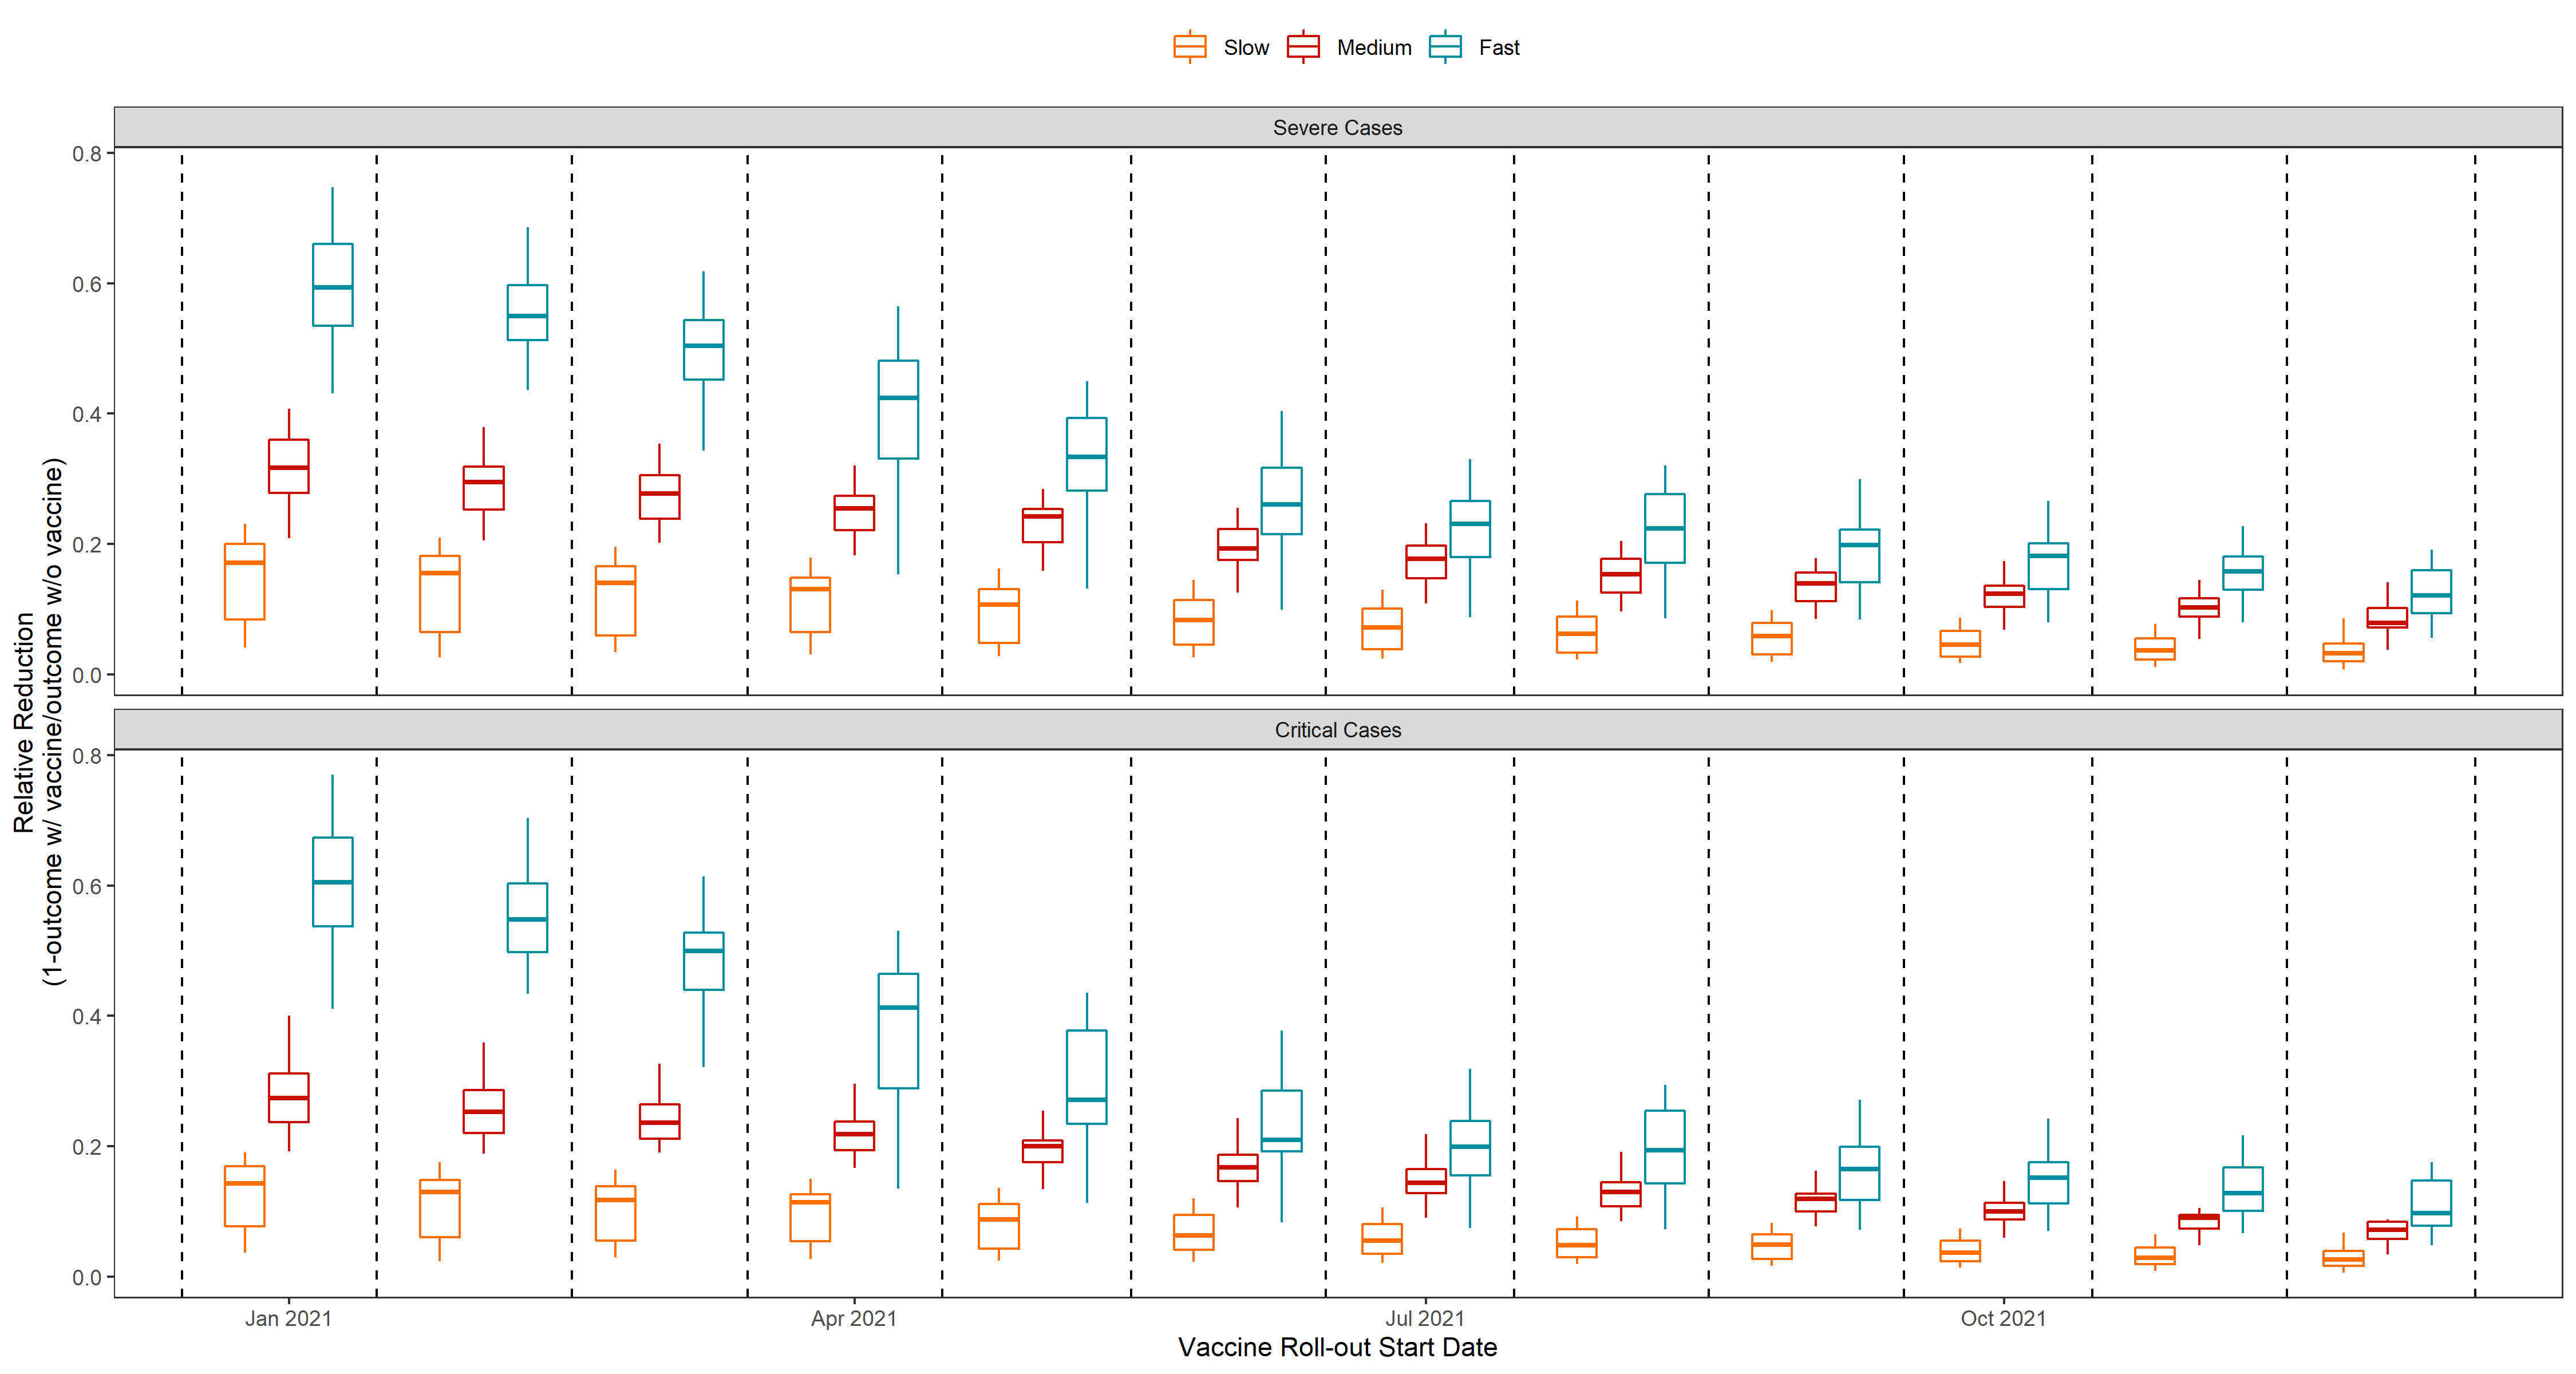 Slow Medium Fast
Severe Cases
0.8
0.6
0.4
0.2
0.0
Relative Reduction
(1-outcome w/ vaccine/outcome w/o vaccine)
Critical Cases
0.8
0.6
0.4
0.2
0.0
Jan 2021 Apr 2021 Jul 2021 Oct 2021
Vaccine Roll-out Start Date